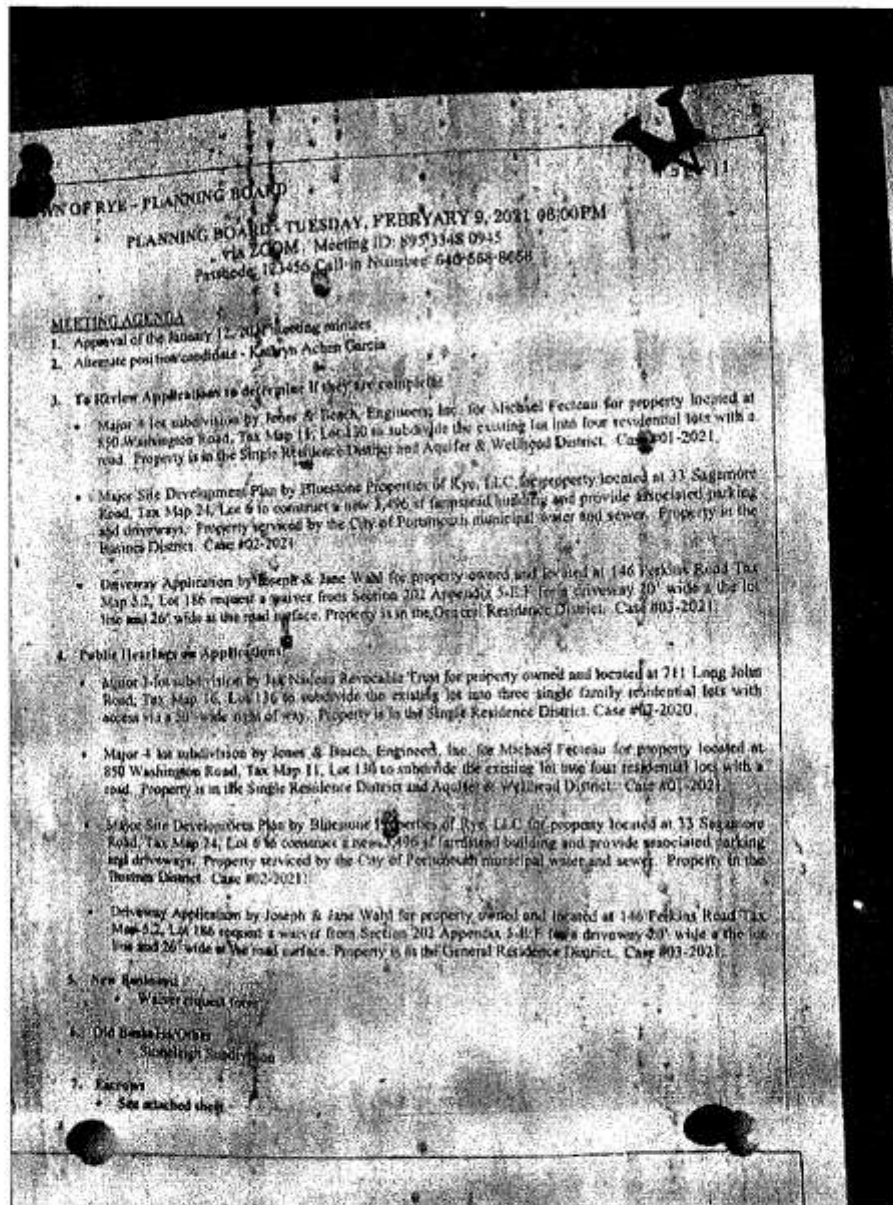 WN OF RYE - PLANNING BOARD
PLANNING BOARD - TUESDAY, FEBRUARY 9, 2021 06:00PM
via ZOOM Meeting ID: 895 3348 0945
Passcode: 123456 Call-in Number 646-558-8656
MEETING AGENDA
1. Approval of the January 12, 2021 meeting minutes
2. Alternate position candidate - Kathryn Garcia
3. To Review Applications to determine if they are complete
• Major 4 lot subdivision by Jones & Beach, Engineers, Inc. for Michael Fecteau for property located at
850 Washington Road, Tax Map 11, Lot 130 to subdivide the existing lot into four residential lots with a
road. Property is in the Single Residence District and Aquifer & Wellhead District. Case #01-2021.
• Major Site Development Plan by Bluestone Properties of Rye, LLC for property located at 33 Sagamore
Road, Tax Map 24, Lot 6 to construct a new 3,496 sf farmstead building and provide associated parking
and driveways. Property serviced by the City of Portsmouth municipal water and sewer. Property in the
Business District. Case #02-2021
• Driveway Application by Joseph & Jane Wahl for property owned and located at 146 Perkins Road Tax
Map 5.2, Lot 186 request a waiver from Section 202 Appendix 5-E.F for a driveway 20' wide a the lot
line and 26' wide at the road surface. Property is in the General Residence District. Case #03-2021.
4. Public Hearings on Applications
• 3-lot subdivision by Jak Nadeau Revocable Trust for property owned and located at 711 Long John
Road, Tax Map 16, Lot 136 to subdivide the existing lot into three single family residential lots with
access via a 50' wide right of way. Property is in the Single Residence District. Case #07-2020.
• Major 4 lot subdivision by Jones & Beach, Engineers, Inc. for Michael Fecteau for property located at
850 Washington Road, Tax Map 11, Lot 130 to subdivide the existing lot into four residential lots with a
road. Property is in the Single Residence District and Aquifer & Wellhead District. Case #01-2021.
• Major Site Development Plan by Bluestone Properties of Rye, LLC for property located at 33 Sagamore
Road, Tax Map 24, Lot 6 to construct a new 3,496 sf farmstead building and provide associated parking
and driveways. Property serviced by the City of Portsmouth municipal water and sewer. Property in the
Business District. Case #02-2021
• Driveway Application by Joseph & Jane Wahl for property owned and located at 146 Perkins Road Tax
Map 5.2, Lot 186 request a waiver from Section 202 Appendix 5-E.F for a driveway 20' wide a the lot
line and 26' wide at the road surface. Property is in the General Residence District. Case #03-2021.
5. New Business
• Waiver request form
6. Old Business/Other
• Stoneleigh Subdivision
7. Escrows
• See attached sheet